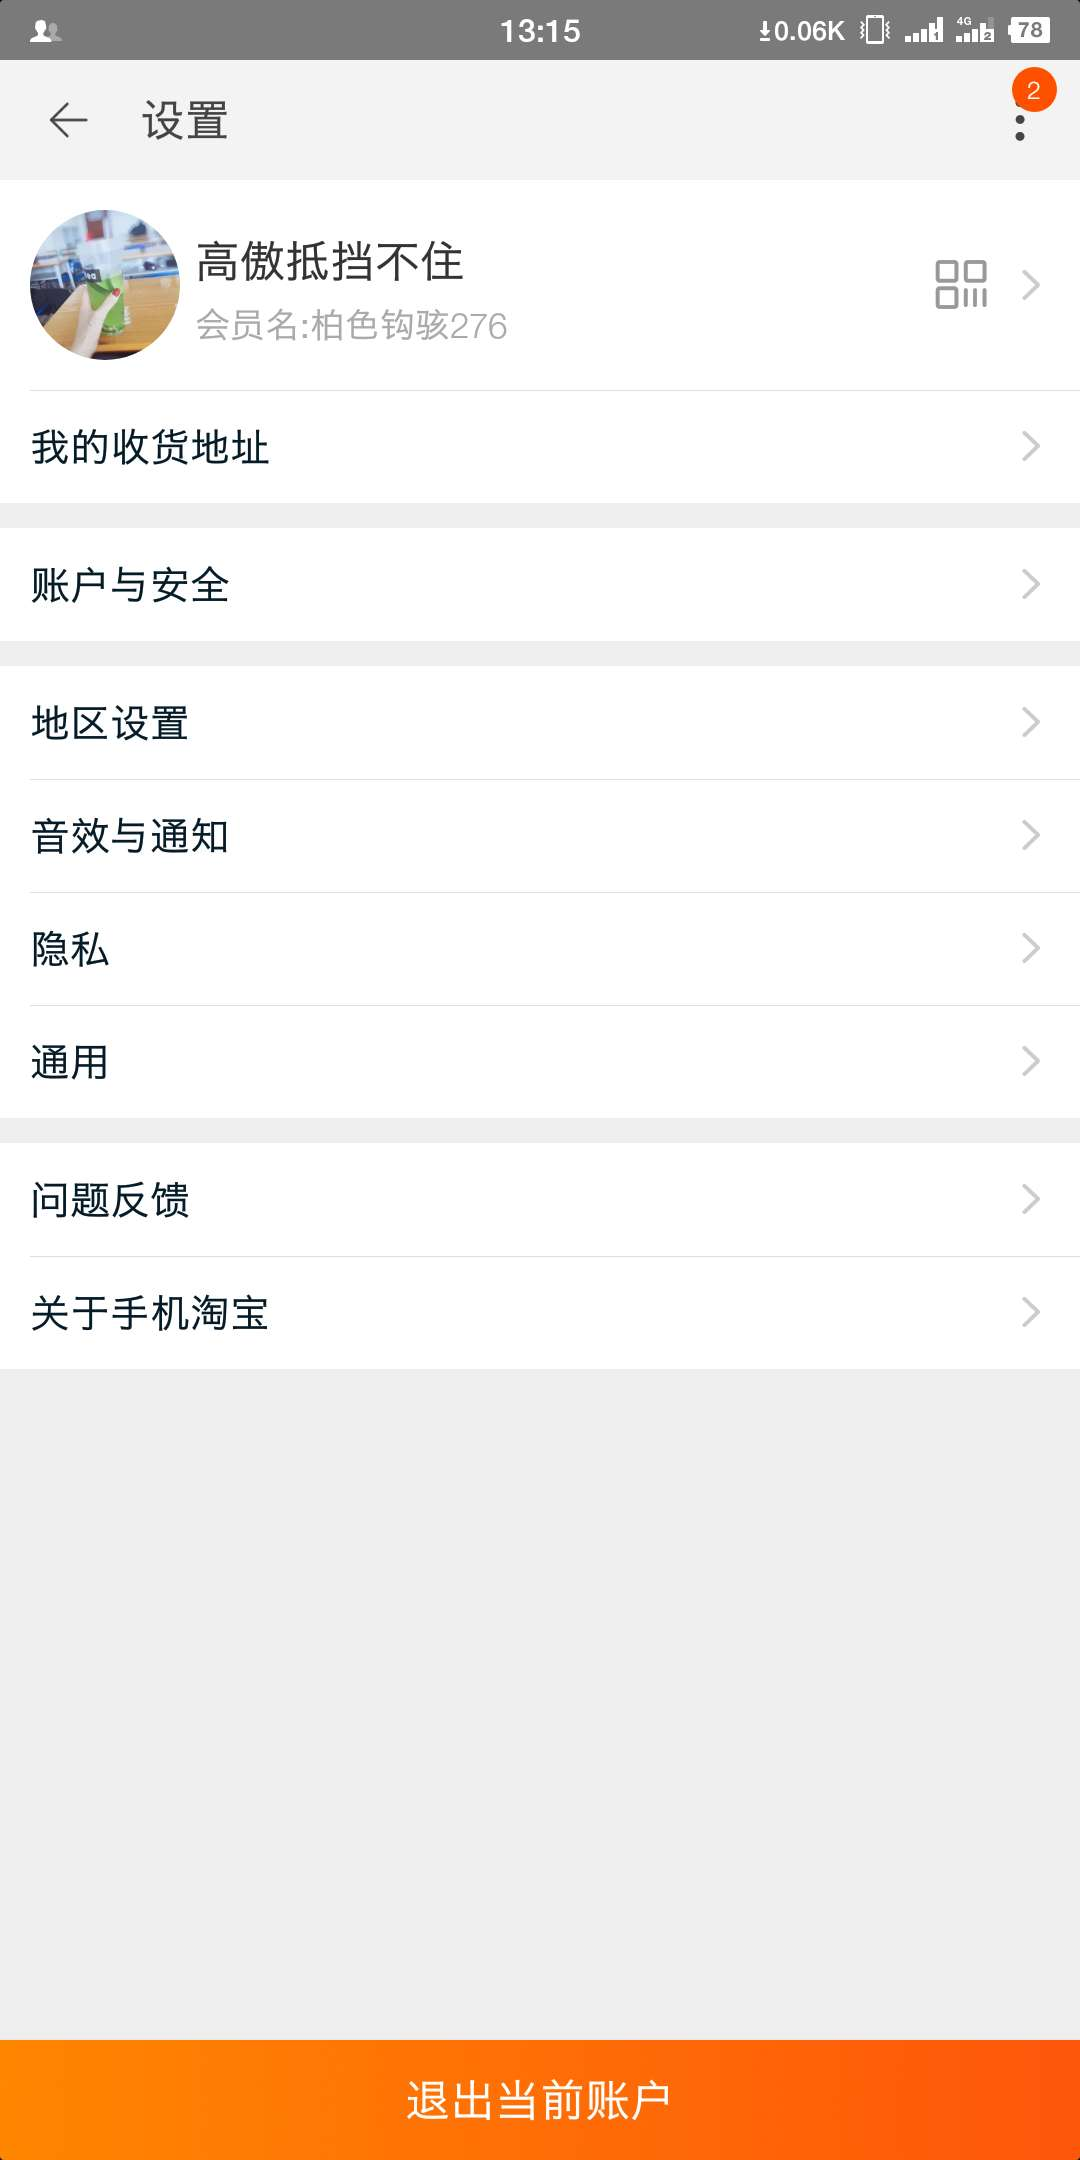 13:15
0.06K
4G
1
2
78
设置
2
tea
高傲抵挡不住
会员名:柏色钩骇276
我的收货地址
账户与安全
地区设置
音效与通知
隐私
通用
问题反馈
关于手机淘宝
退出当前账户